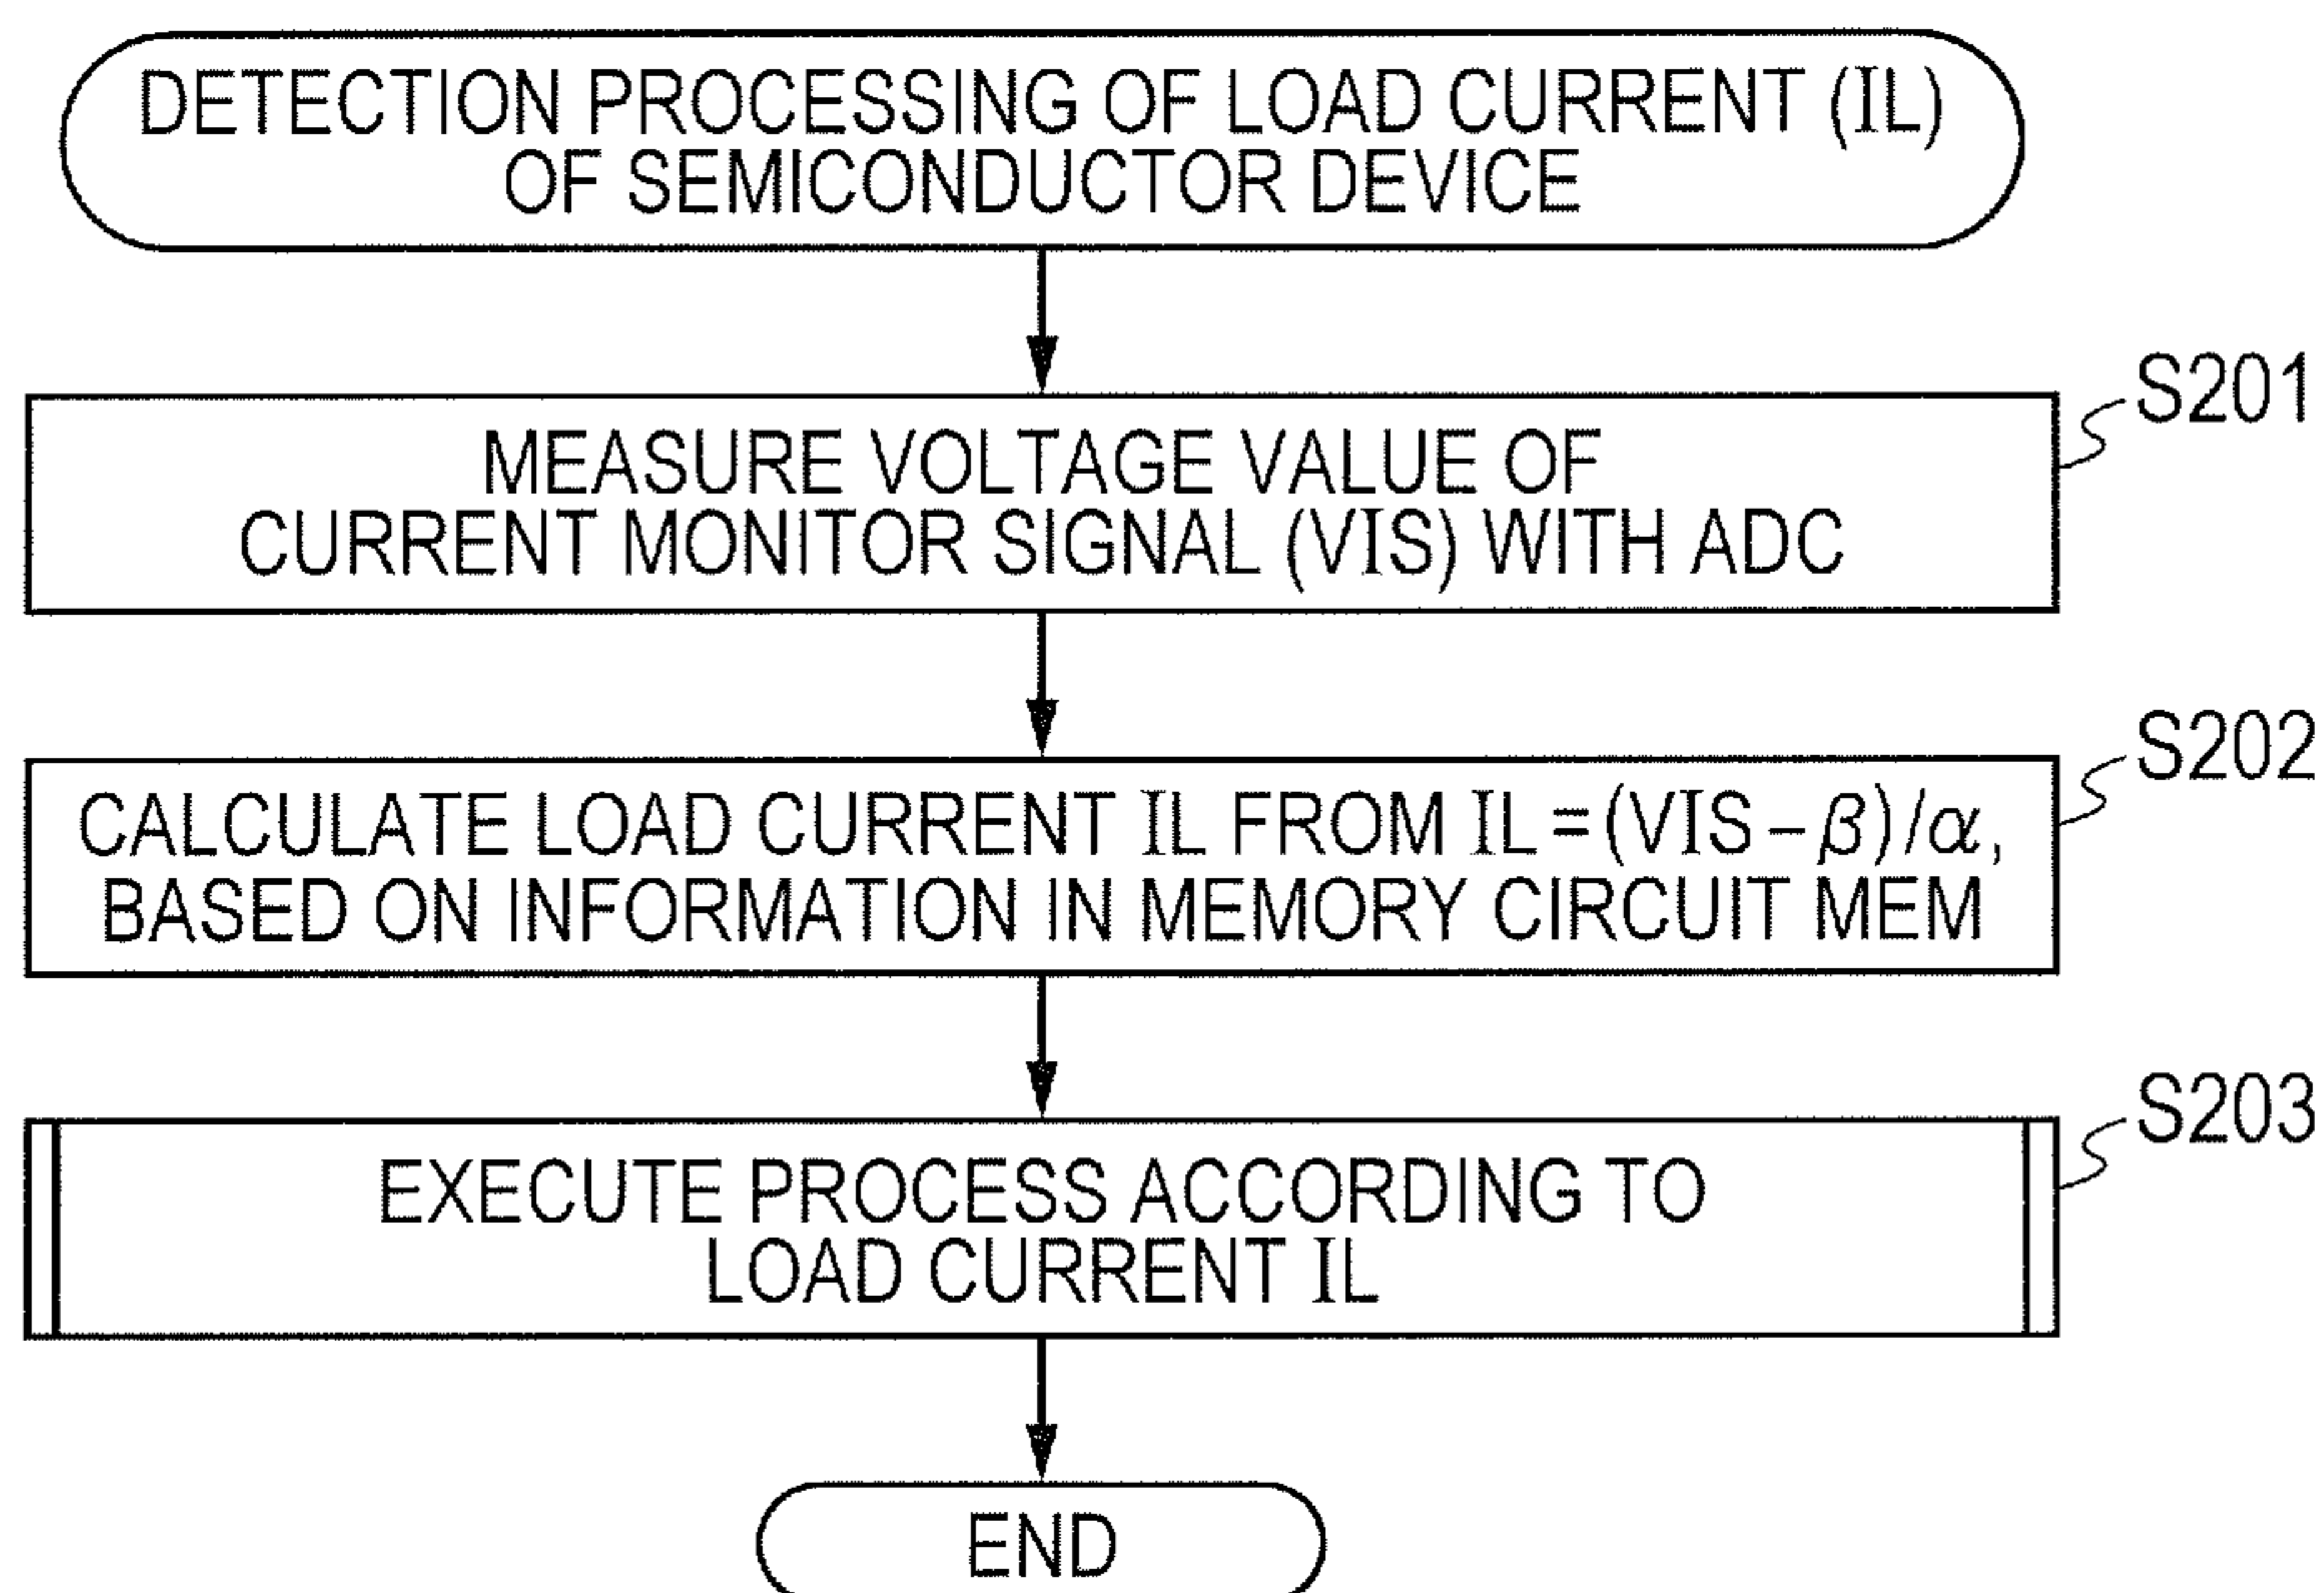 DETECTION PROCESSING OF LOAD CURRENT (IL)
OF SEMICONDUCTOR DEVICE
S201
MEASURE VOLTAGE VALUE OF
CURRENT MONITOR SIGNAL (VIS) WITH ADC
S202
CALCULATE LOAD CURRENT IL FROM IL=(VIS–β)/α,
BASED ON INFORMATION IN MEMORY CIRCUIT MEM
S203
EXECUTE PROCESS ACCORDING TO
LOAD CURRENT IL
END